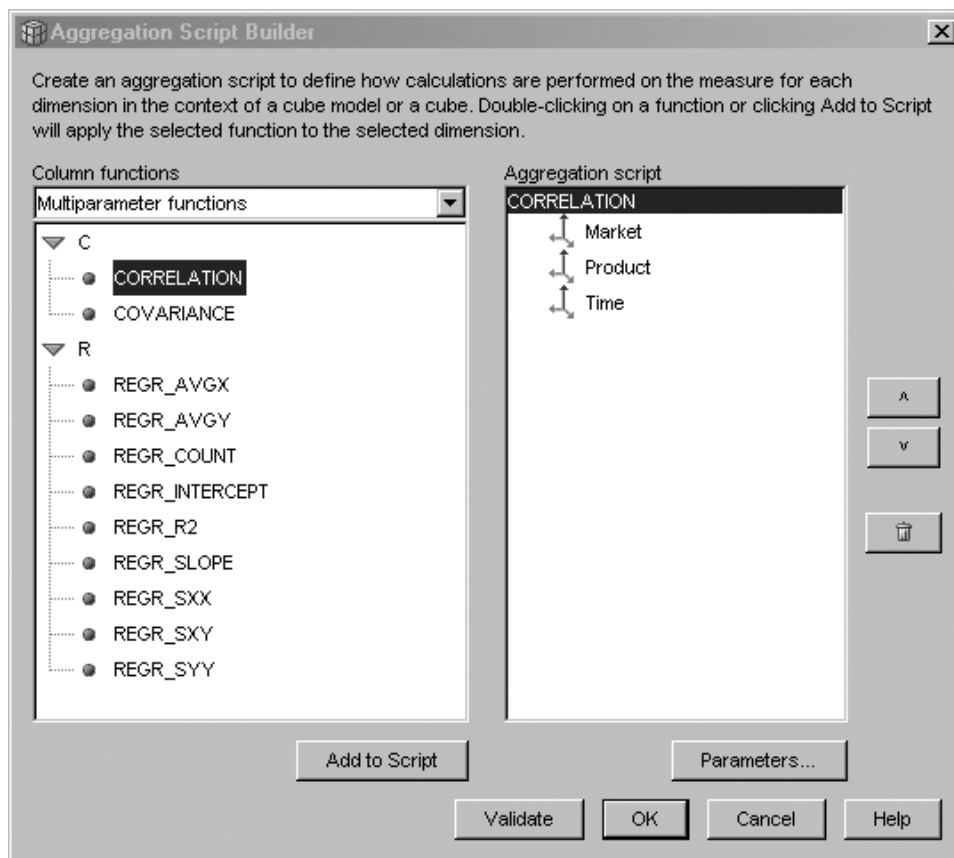 Aggregation Script Builder
Create an aggregation script to define how calculations are performed on the measure for each
dimension in the context of a cube model or a cube. Double-clicking on a function or clicking Add to Script
will apply the selected function to the selected dimension.
Column functions
Multiparameter functions
C
CORRELATION
COVARIANCE
R
REGR_AVGX
REGR_AVGY
REGR_COUNT
REGR_INTERCEPT
REGR_R2
REGR_SLOPE
REGR_SXX
REGR_SXY
REGR_SYY
Add to Script
Aggregation script
CORRELATION
Market
Product
Time
Parameters...
Validate
OK
Cancel
Help